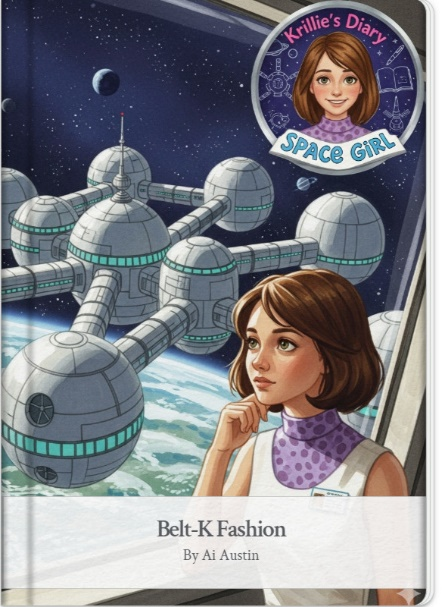 Krillie's Diary
SPACE GiRL
Belt-K Fashion
By Ai Austin